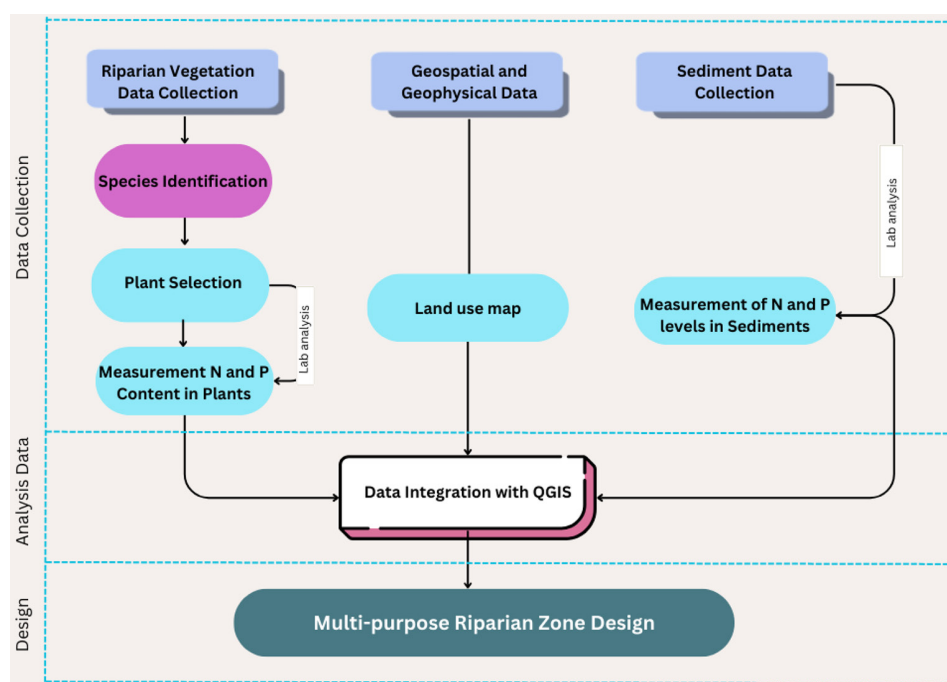 Data Collection
Riparian Vegetation
Data Collection
Geospatial and
Geophysical Data
Sediment Data
Collection
Species Identification
Lab analysis
Plant Selection
Lab analysis
Land use map
Measurement of N and P
levels in Sediments
Measurement N and P
Content in Plants
Analysis Data
Data Integration with QGIS
Design
Multi-purpose Riparian Zone Design